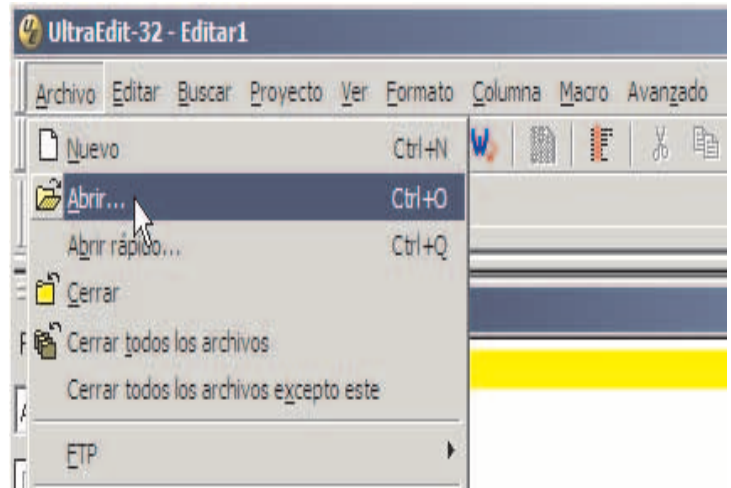 UltraEdit-32 - Editar1
Archivo Editar Buscar Proyecto Ver Formato Columna Macro Avanzado
Nuevo Ctrl+N
Abrir... Ctrl+O
Abrir rápido... Ctrl+Q
Cerrar
Cerrar todos los archivos
Cerrar todos los archivos excepto este
FTP